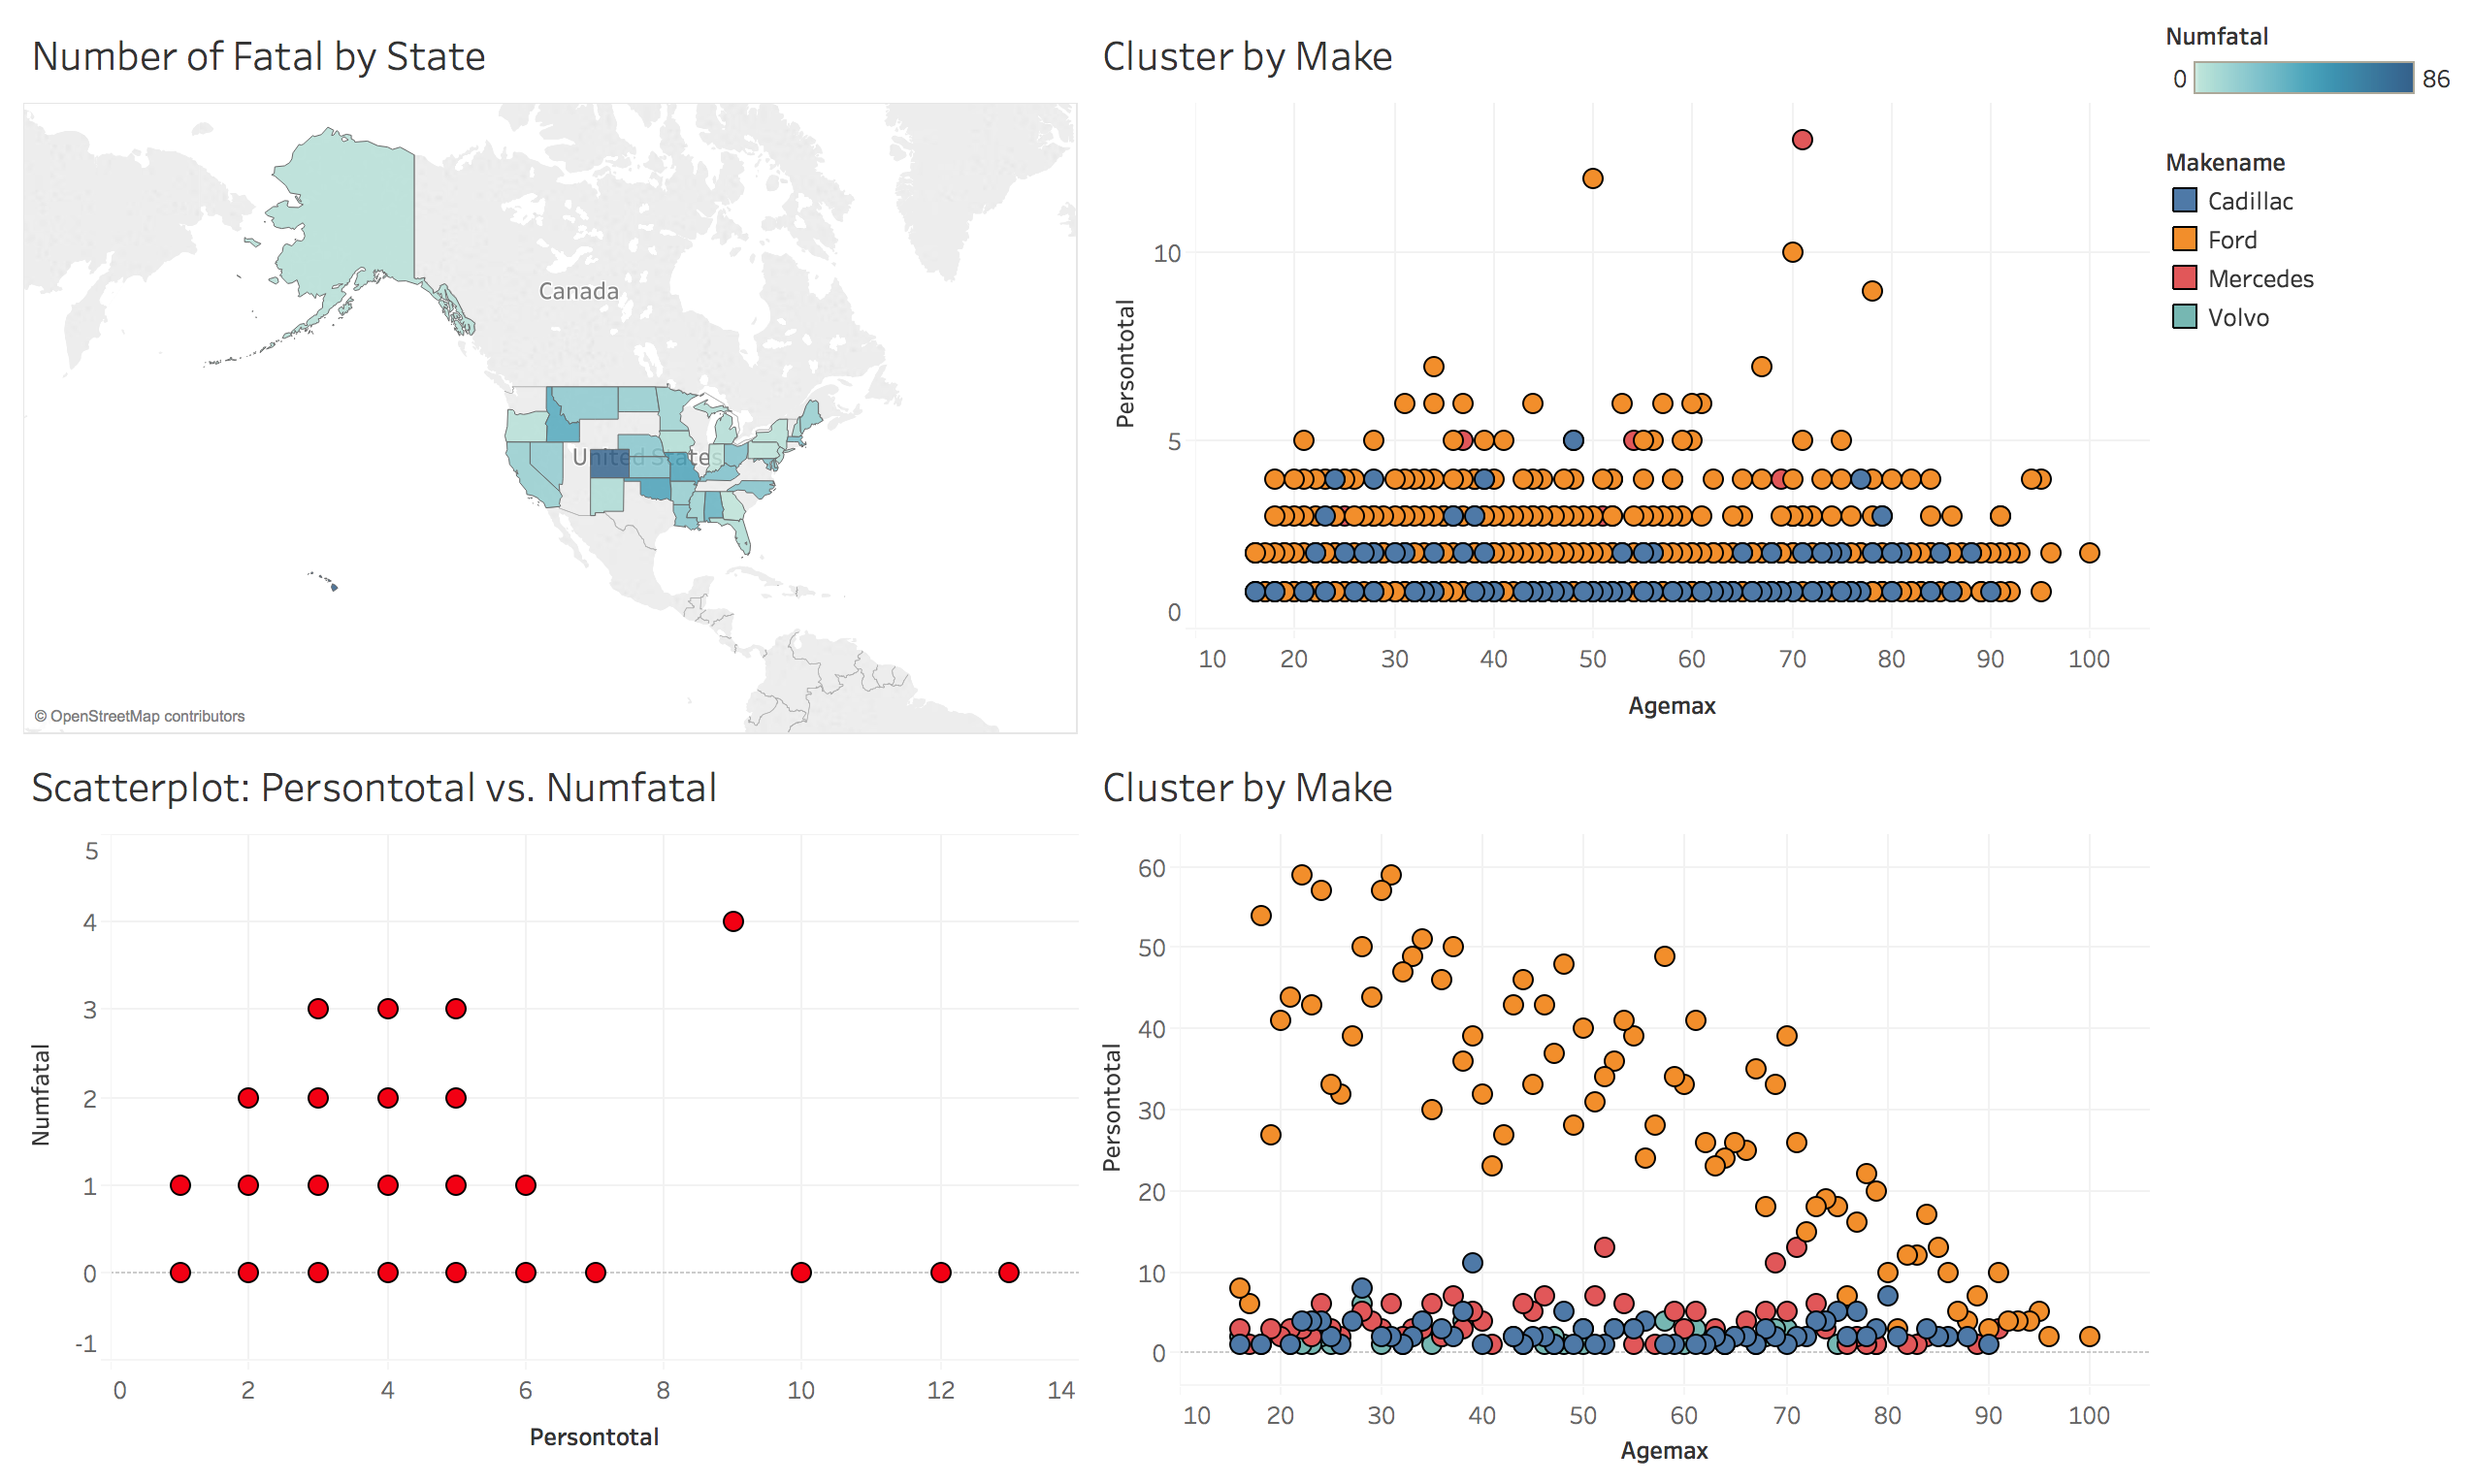 Number of Fatal by State
Canada
United States
© OpenStreetMap contributors
Cluster by Make
Persontotal
10
5
0
10 20 30 40 50 60 70 80 90 100
Agemax
Numfatal
0 86
Makename
Cadillac
Ford
Mercedes
Volvo
Scatterplot: Persontotal vs. Numfatal
Numfatal
5
4
3
2
1
0
-1
0 2 4 6 8 10 12 14
Persontotal
Cluster by Make
Persontotal
60
50
40
30
20
10
0
10 20 30 40 50 60 70 80 90 100
Agemax